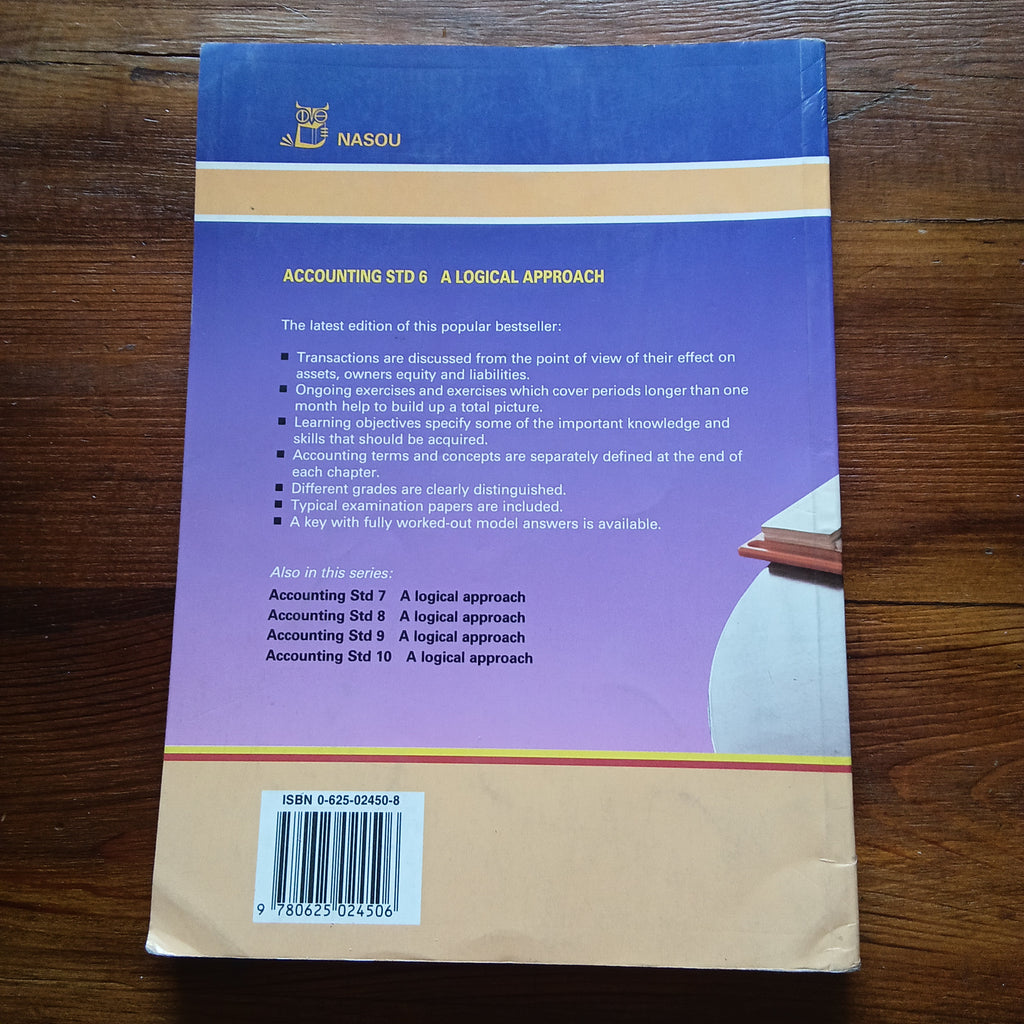 NASOU
ACCOUNTING STD 6 A LOGICAL APPROACH
The latest edition of this popular bestseller:
■ Transactions are discussed from the point of view of their effect on
assets, owners equity and liabilities.
■ Ongoing exercises and exercises which cover periods longer than one
month help to build up a total picture.
■ Learning objectives specify some of the important knowledge and
skills that should be acquired.
■ Accounting terms and concepts are separately defined at the end of
each chapter.
■ Different grades are clearly distinguished.
■ Typical examination papers are included.
■ A key with fully worked-out model answers is available.
Also in this series:
Accounting Std 7 A logical approach
Accounting Std 8 A logical approach
Accounting Std 9 A logical approach
Accounting Std 10 A logical approach
ISBN 0-625-02450-8
9 780625 024506